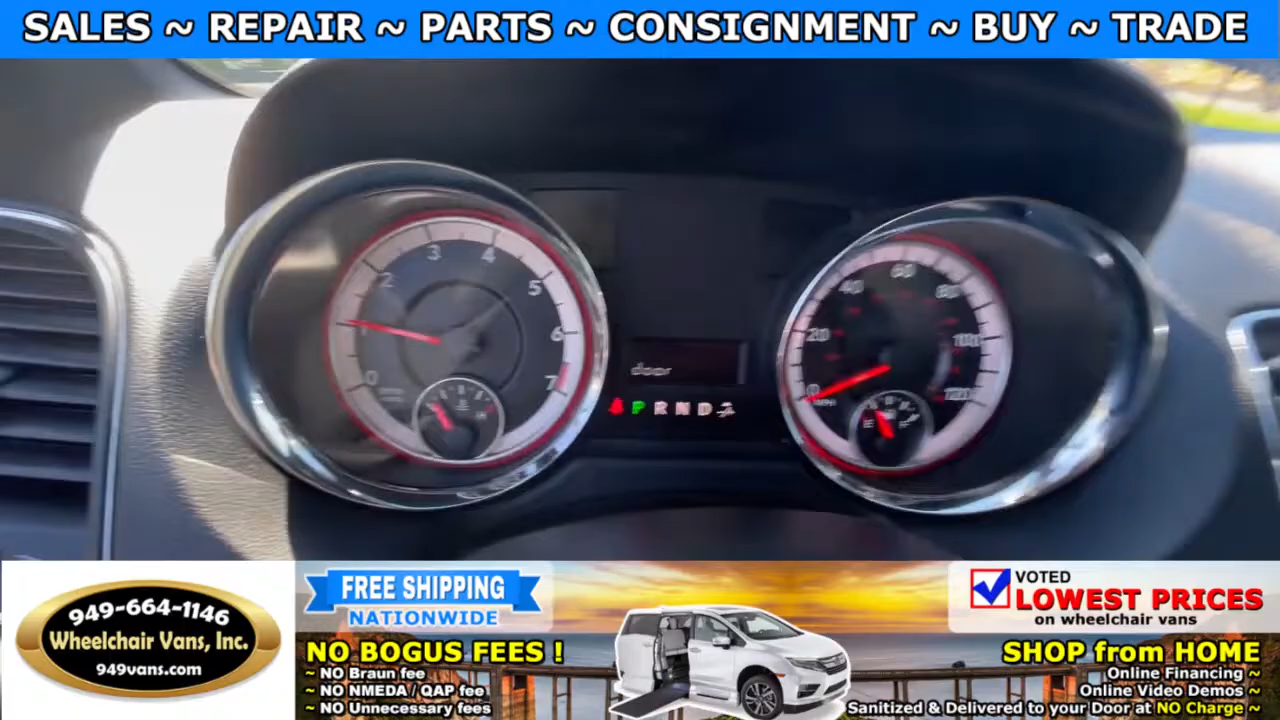 SALES ~ REPAIR ~ PARTS ~ CONSIGNMENT ~ BUY ~ TRADE
0 1 2 3 4 5 6 7
door
P R N D
0 20 40 60 80 100 120
MPH
E F
949-664-1146
Wheelchair Vans, Inc.
949vans.com
FREE SHIPPING
NATIONWIDE
NO BOGUS FEES !
~ NO Braun fee
~ NO NMEDA / QAP fee
~ NO Unnecessary fees
VOTED
LOWEST PRICES
on wheelchair vans
SHOP from HOME
Online Financing ~
Online Video Demos ~
Sanitized & Delivered to your Door at NO Charge ~